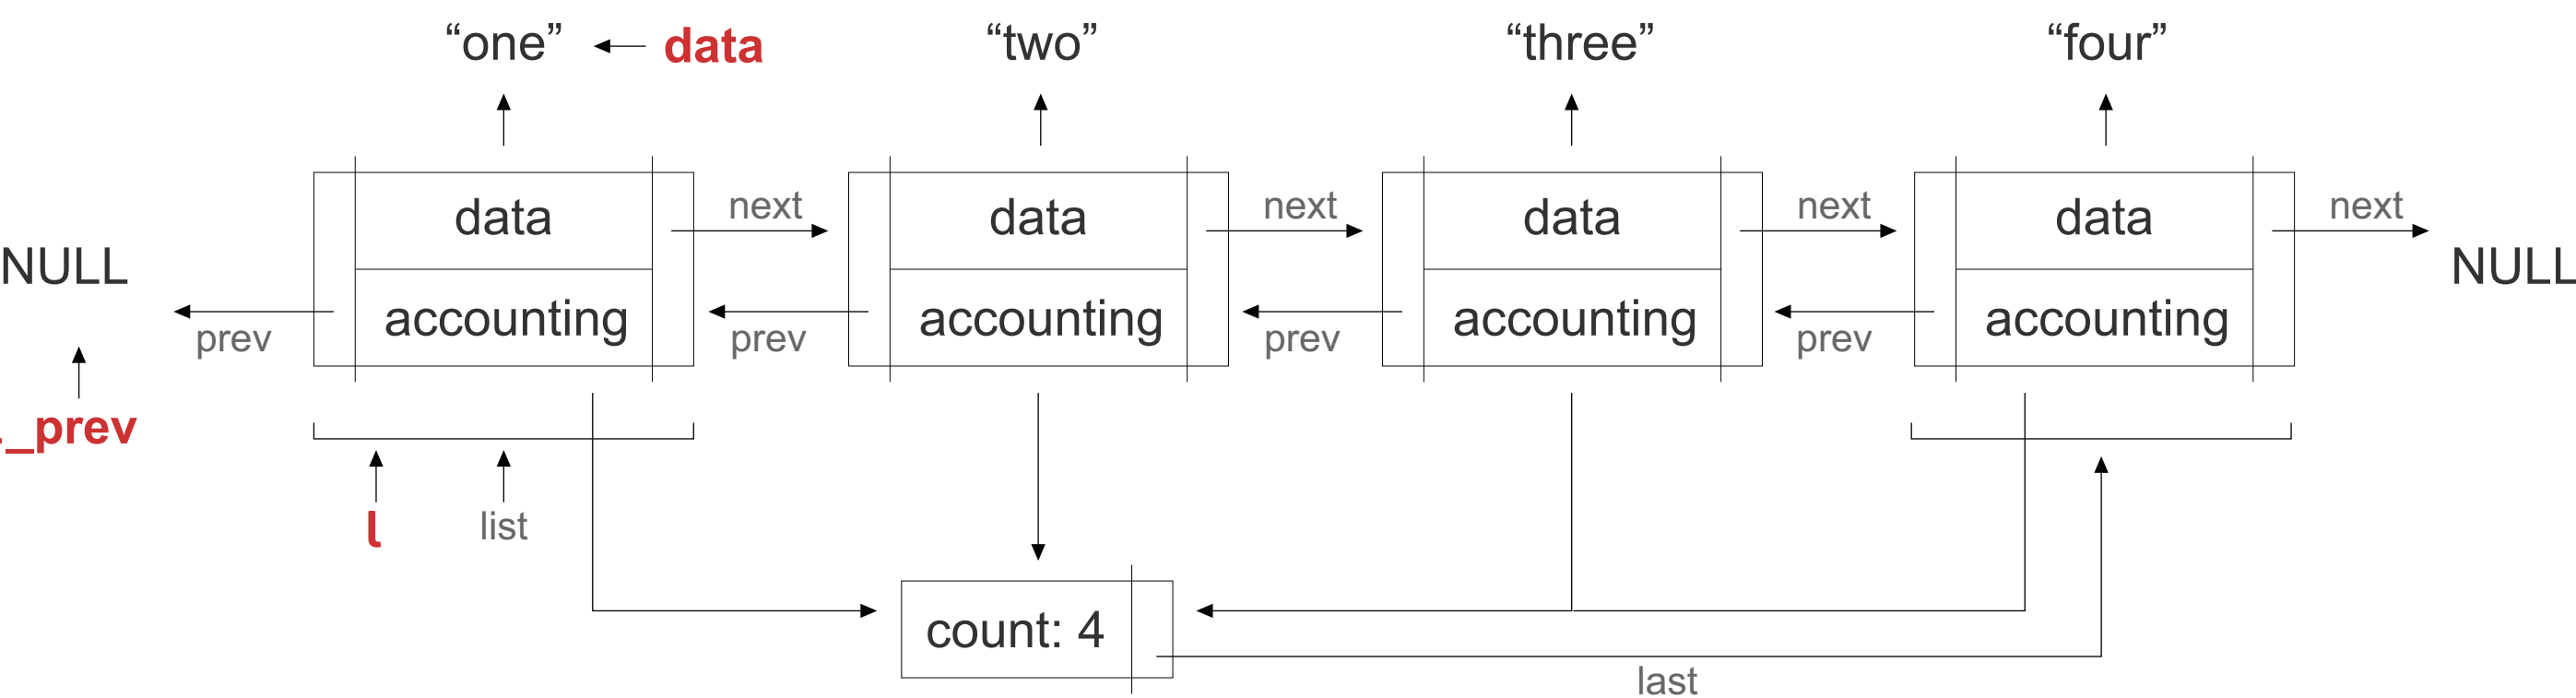 “one” data “two” “three” “four”
data next data next data next data next
NULL NULL
accounting accounting accounting accounting
prev prev prev prev
_prev
l list
count: 4
last